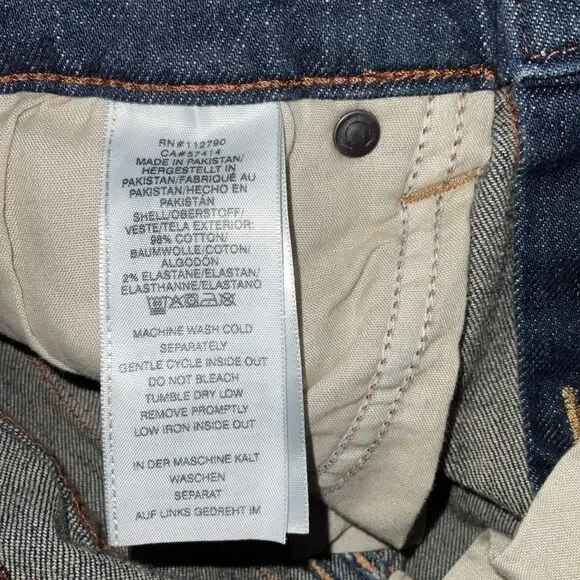 RN#112790
CA#57414
MADE IN PAKISTAN/
HERGESTELLT IN
PAKISTAN/FABRIQUÉ AU
PAKISTAN/HECHO EN
PAKISTÁN
SHELL/OBERSTOFF/
VESTE/TELA EXTERIOR:
98% COTTON/
BAUMWOLLE/COTON/
ALGODÓN
2% ELASTANE/ELASTAN/
ELASTHANNE/ELASTANO
MACHINE WASH COLD
SEPARATELY
GENTLE CYCLE INSIDE OUT
DO NOT BLEACH
TUMBLE DRY LOW
REMOVE PROMPTLY
LOW IRON INSIDE OUT
IN DER MASCHINE KALT
WASCHEN
SEPARAT
AUF LINKS GEDREHT IM